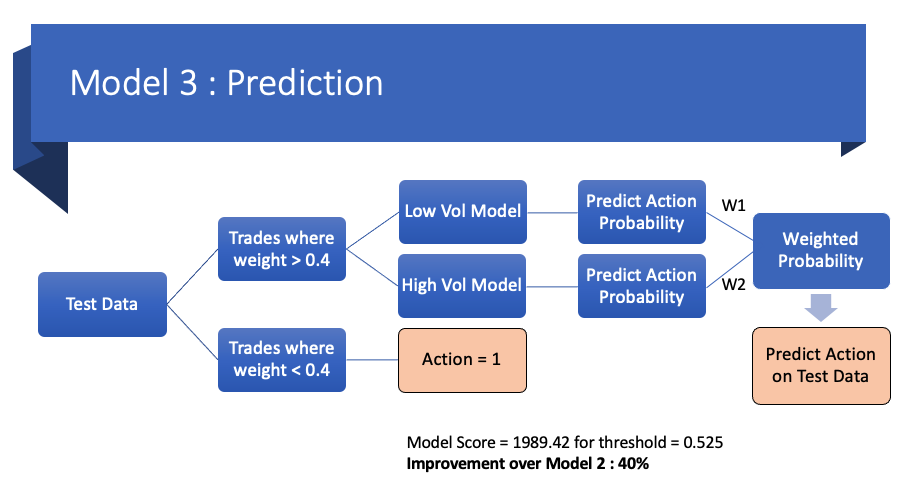 Model 3 : Prediction
Test Data
Trades where
weight > 0.4
Trades where
weight < 0.4
Low Vol Model
High Vol Model
Action = 1
Predict Action
Probability
Predict Action
Probability
W1
W2
Weighted
Probability
Predict Action
on Test Data
Model Score = 1989.42 for threshold = 0.525
Improvement over Model 2 : 40%